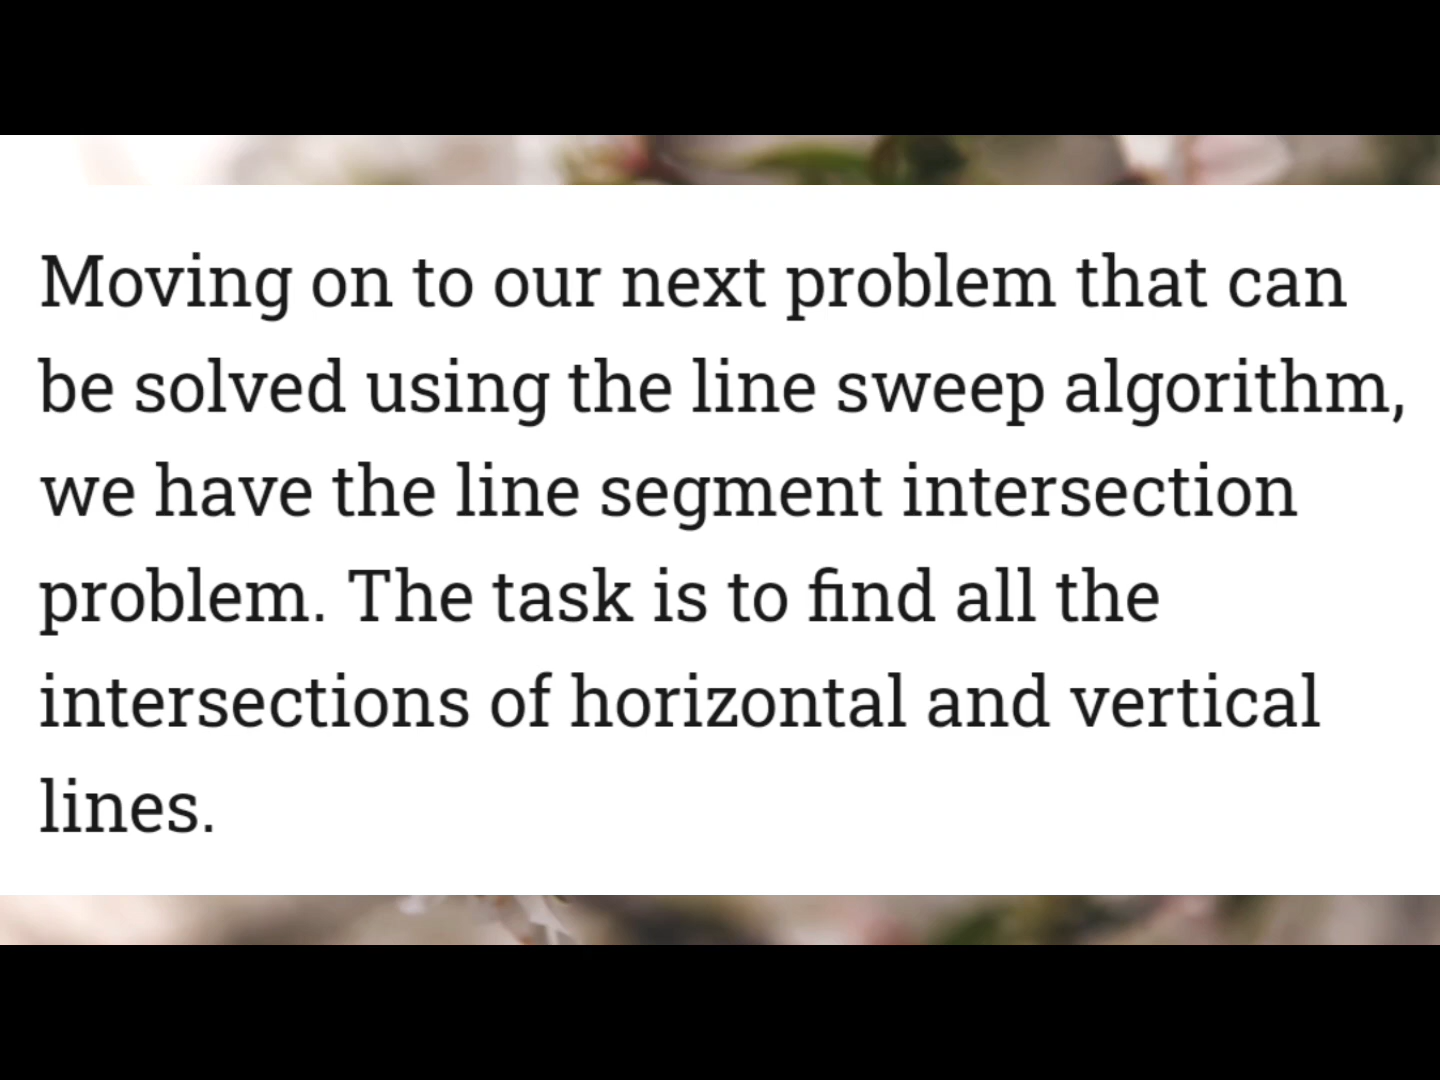 Moving on to our next problem that can
be solved using the line sweep algorithm,
we have the line segment intersection
problem. The task is to find all the
intersections of horizontal and vertical
lines.